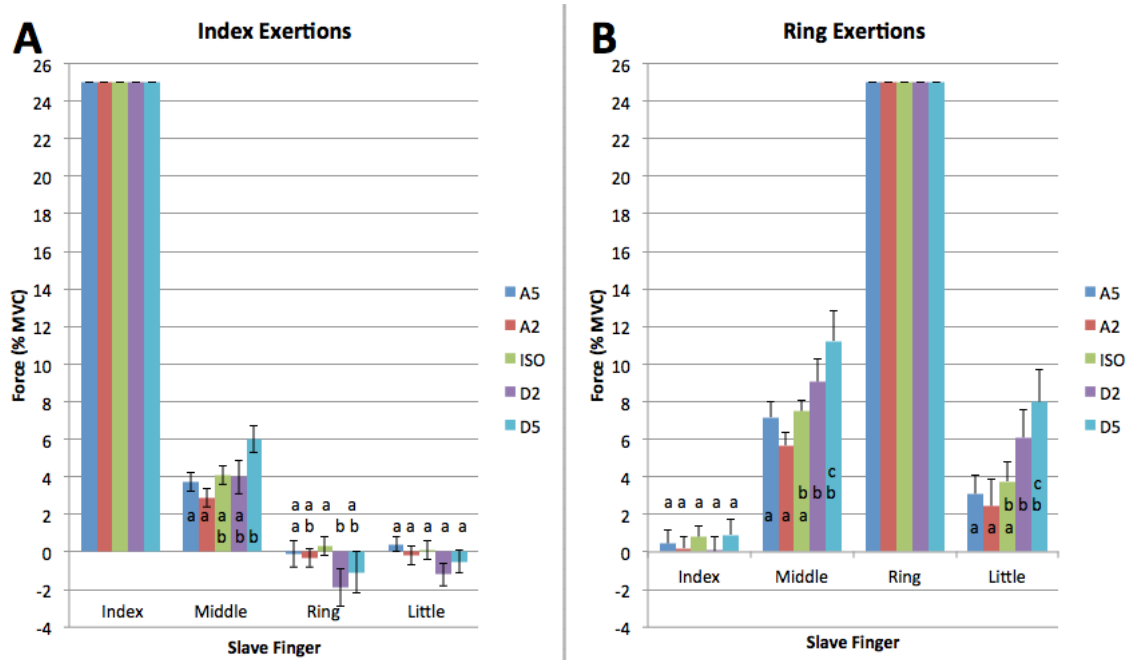 A
Index Exertions
26
24
22
20
18
16
14
12
10
8
6
4
2
0
-2
-4
Force (% MVC)
a a a a b
b b
a a a b a
a b b
a a a a a
Index Middle Ring Little
Slave Finger
A5
A2
ISO
D2
D5
B
Ring Exertions
26
24
22
20
18
16
14
12
10
8
6
4
2
0
-2
-4
Force (% MVC)
a a a a a
b c
a a a b b
b c
a a a b b
Index Middle Ring Little
Slave Finger
A5
A2
ISO
D2
D5